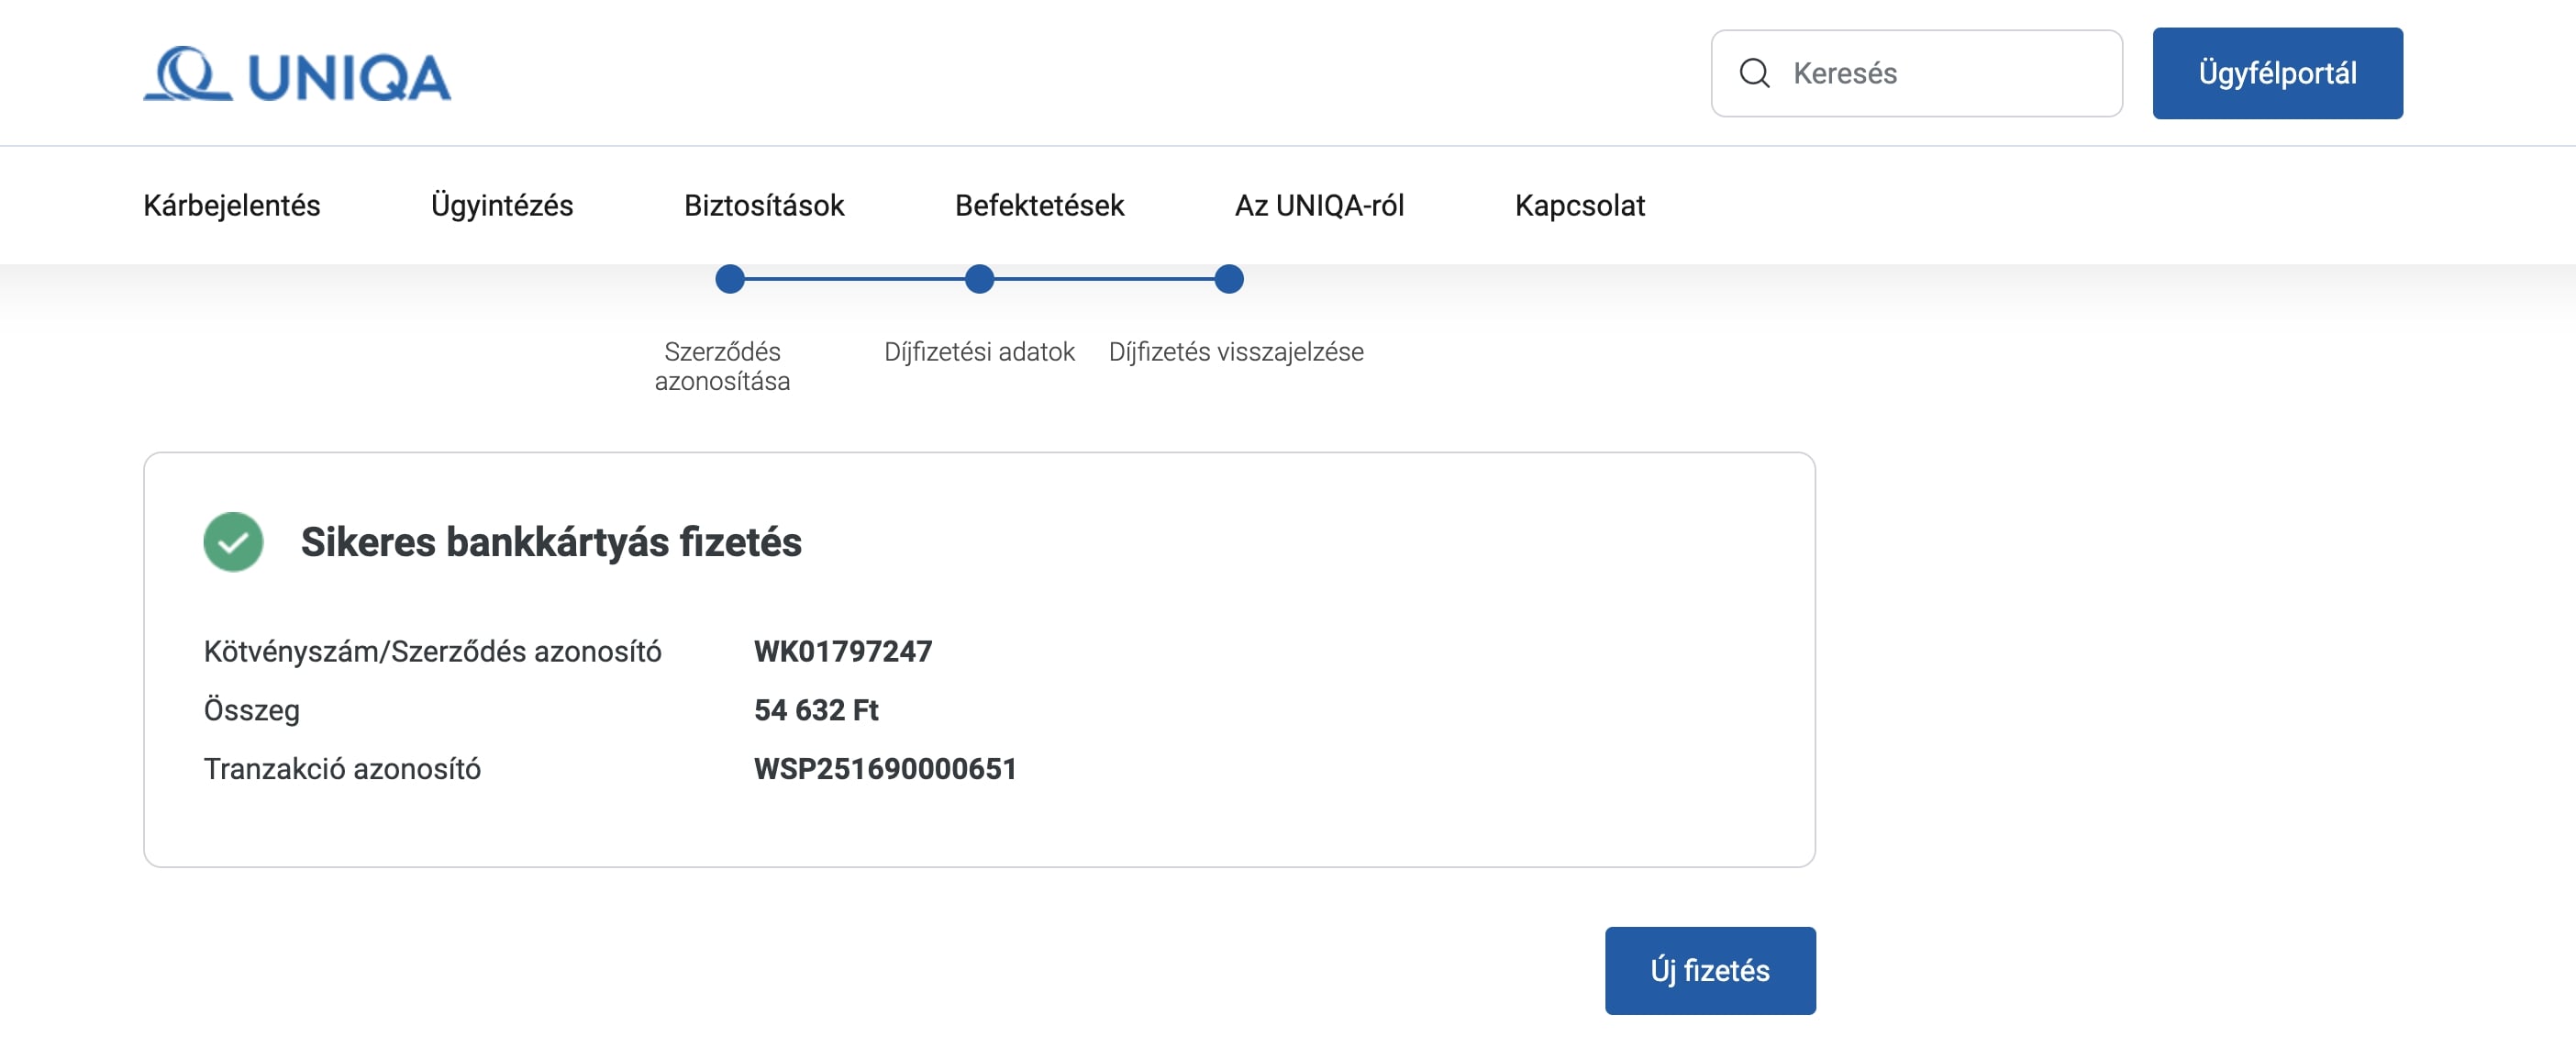 UNIQA
Keresés
Ügyfélportál
Kárbejelentés Ügyintézés Biztosítások Befektetések Az UNIQA-ról Kapcsolat
Szerződés
azonosítása
Díjfizetési adatok
Díjfizetés visszajelzése
Sikeres bankkártyás fizetés
Kötvényszám/Szerződés azonosító WK01797247
Összeg 54 632 Ft
Tranzakció azonosító WSP251690000651
Új fizetés